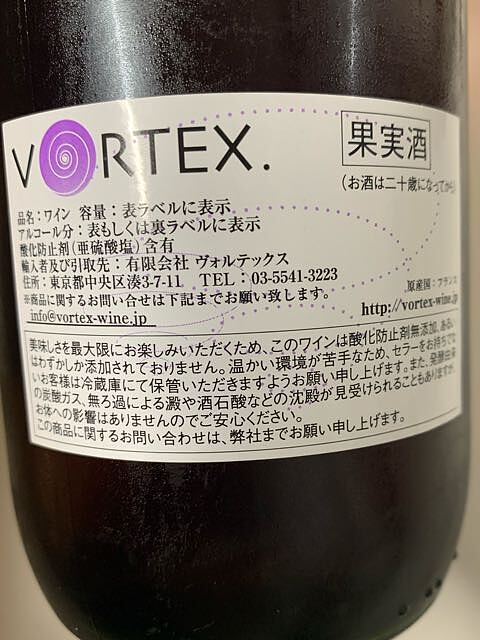 VORTEX.
果実酒
(お酒は二十歳になってから)
品名：ワイン 容量：表ラベルに表示
アルコール分：表もしくは裏ラベルに表示
酸化防止剤（亜硫酸塩）含有
輸入者及び引取先：有限会社 ヴォルテックス
住所：東京都中央区湊3-7-11 TEL：03-5541-3223
原産国：フランス
※商品に関するお問い合せは下記までお願い致します。
info@vortex-wine.jp
http://vortex-wine.jp
美味しさを最大限にお楽しみいただくため、このワインは酸化防止剤無添加、あるい
はわずかしか添加されておりません。温かい環境が苦手なため、セラーをお持ちでな
いお客様は冷蔵庫にて保管いただきますようお願い申し上げます。また、発酵由来
の炭酸ガス、無ろ過による澱や酒石酸などの沈殿が見受けられることもありますが、
お体への影響はありませんのでご安心ください。
この商品に関するお問い合わせは、弊社までお願い申し上げます。